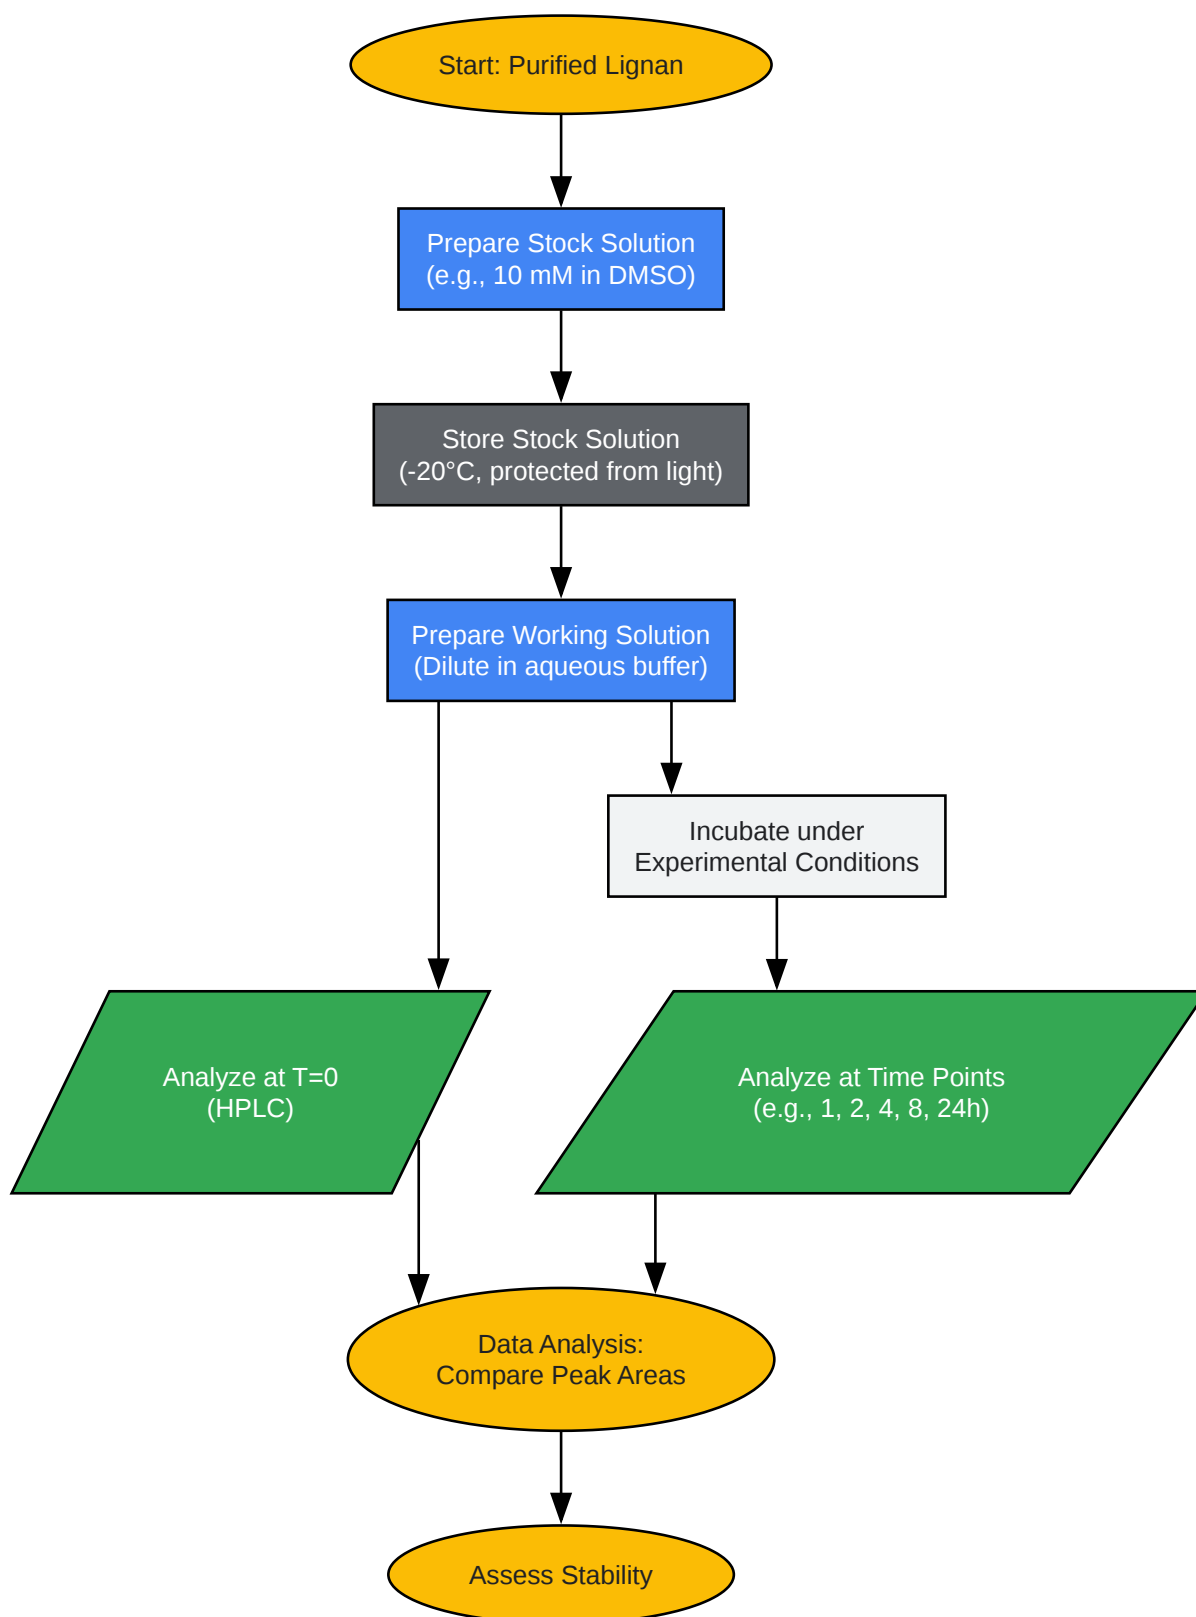 Start: Purified Lignan
Prepare Stock Solution
(e.g., 10 mM in DMSO)
Store Stock Solution
(-20°C, protected from light)
Prepare Working Solution
(Dilute in aqueous buffer)
Incubate under
Experimental Conditions
Analyze at T=0
(HPLC)
Analyze at Time Points
(e.g., 1, 2, 4, 8, 24h)
Data Analysis:
Compare Peak Areas
Assess Stability